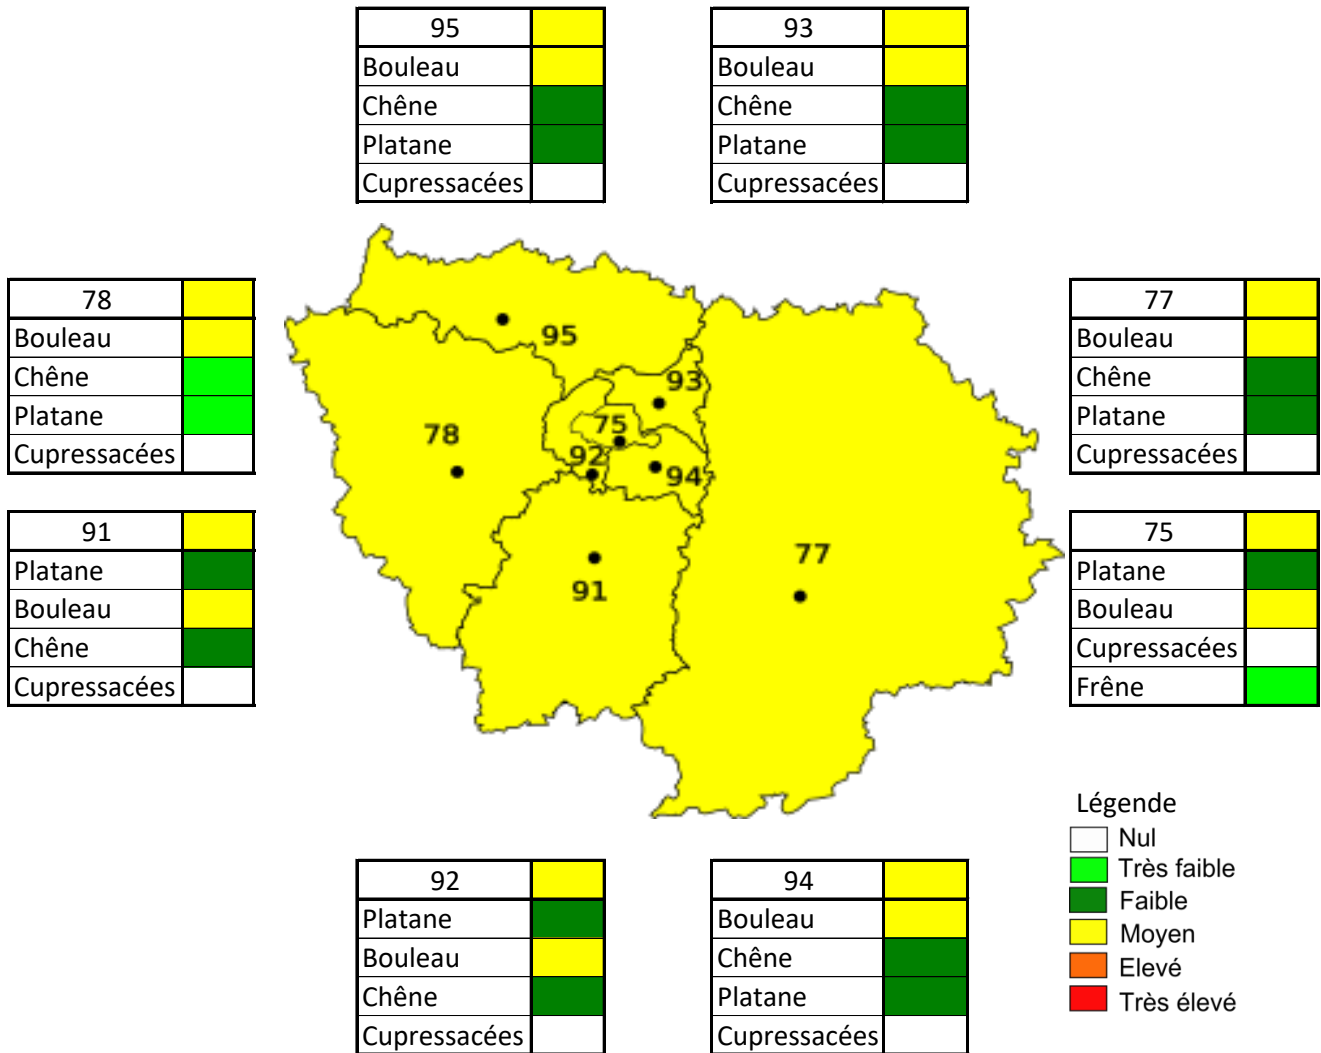 95
Bouleau
Chêne
Platane
Cupressacées
93
Bouleau
Chêne
Platane
Cupressacées
78
Bouleau
Chêne
Platane
Cupressacées
91
Platane
Bouleau
Chêne
Cupressacées
95
93
75
78
92
94
77
91
77
Bouleau
Chêne
Platane
Cupressacées
75
Platane
Bouleau
Cupressacées
Frêne
92
Platane
Bouleau
Chêne
Cupressacées
94
Bouleau
Chêne
Platane
Cupressacées
Légende
Nul
Très faible
Faible
Moyen
Elevé
Très élevé